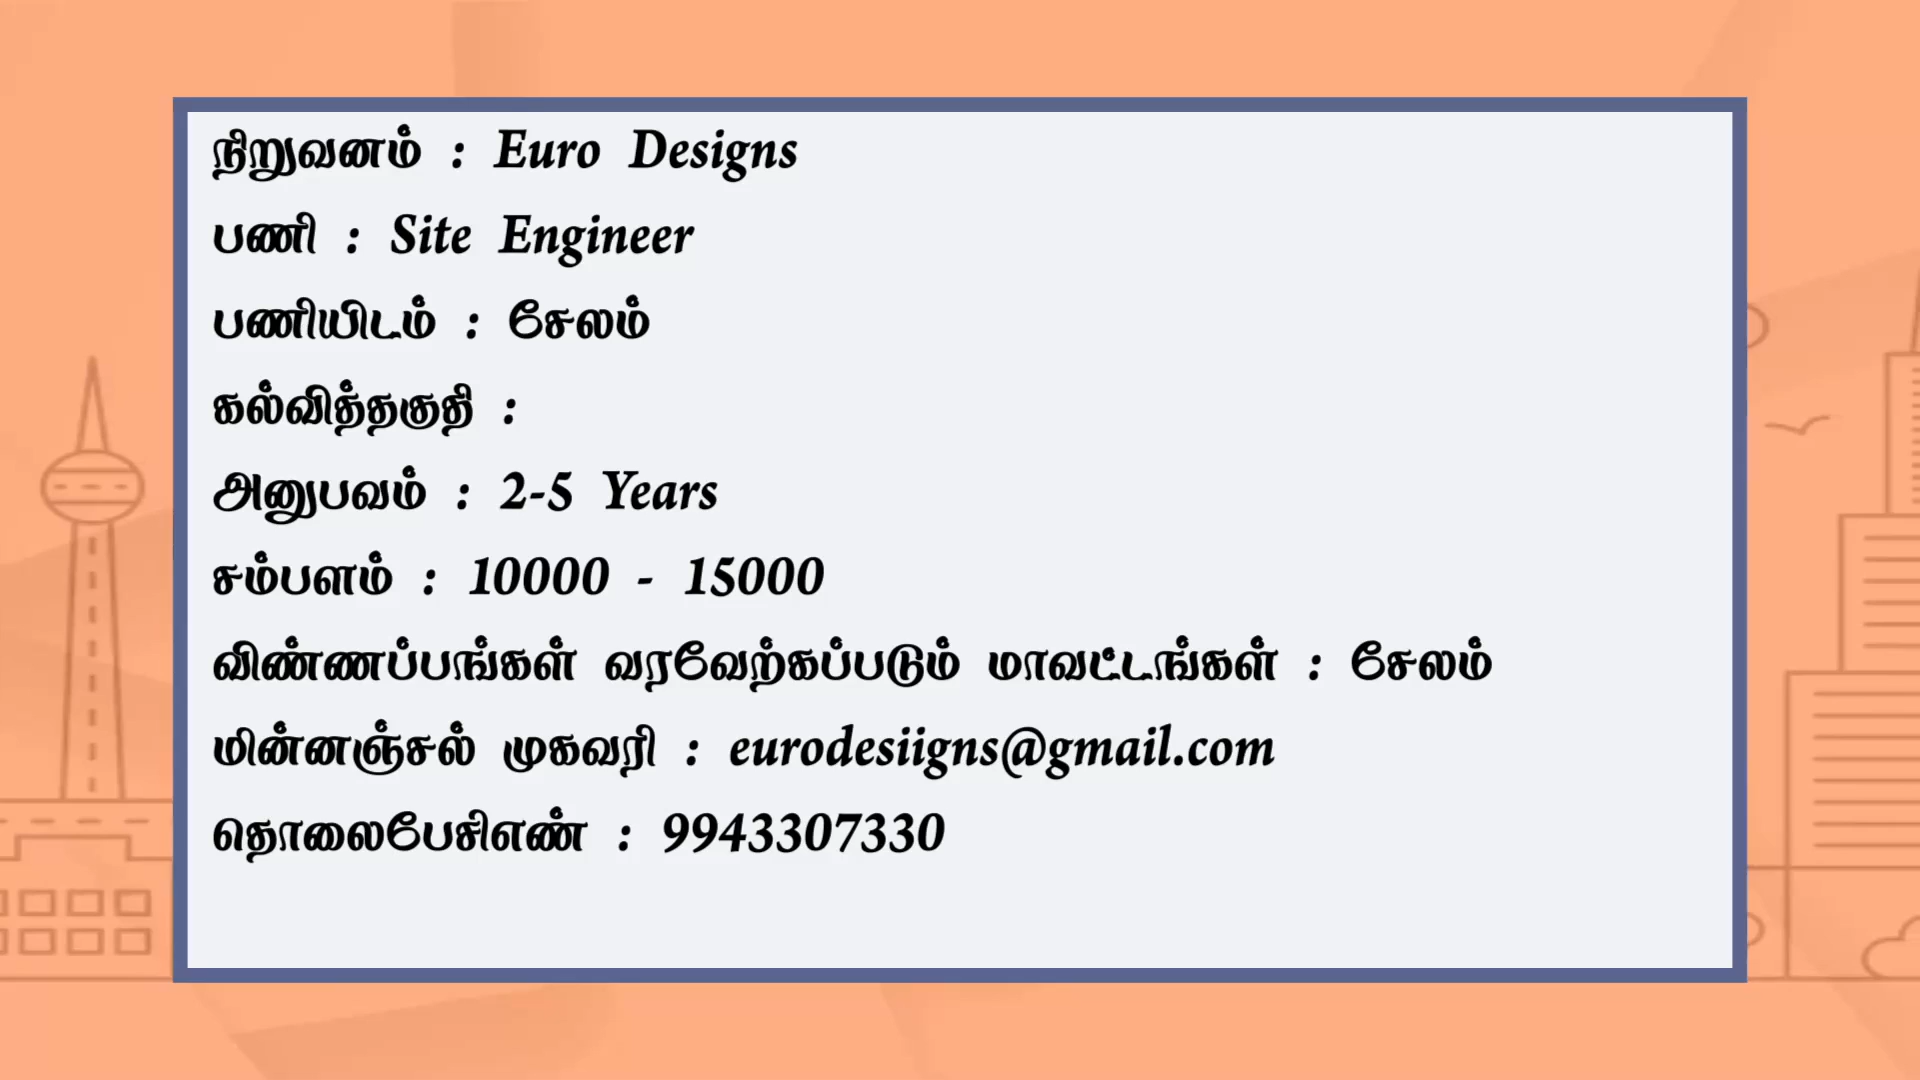 நிறுவனம் : Euro Designs
பணி : Site Engineer
பணியிடம் : சேலம்
கல்வித்தகுதி :
அனுபவம் : 2-5 Years
சம்பளம் : 10000 - 15000
விண்ணப்பங்கள் வரவேற்கப்படும் மாவட்டங்கள் : சேலம்
மின்னஞ்சல் முகவரி : eurodesiigns@gmail.com
தொலைபேசிஎண் : 9943307330